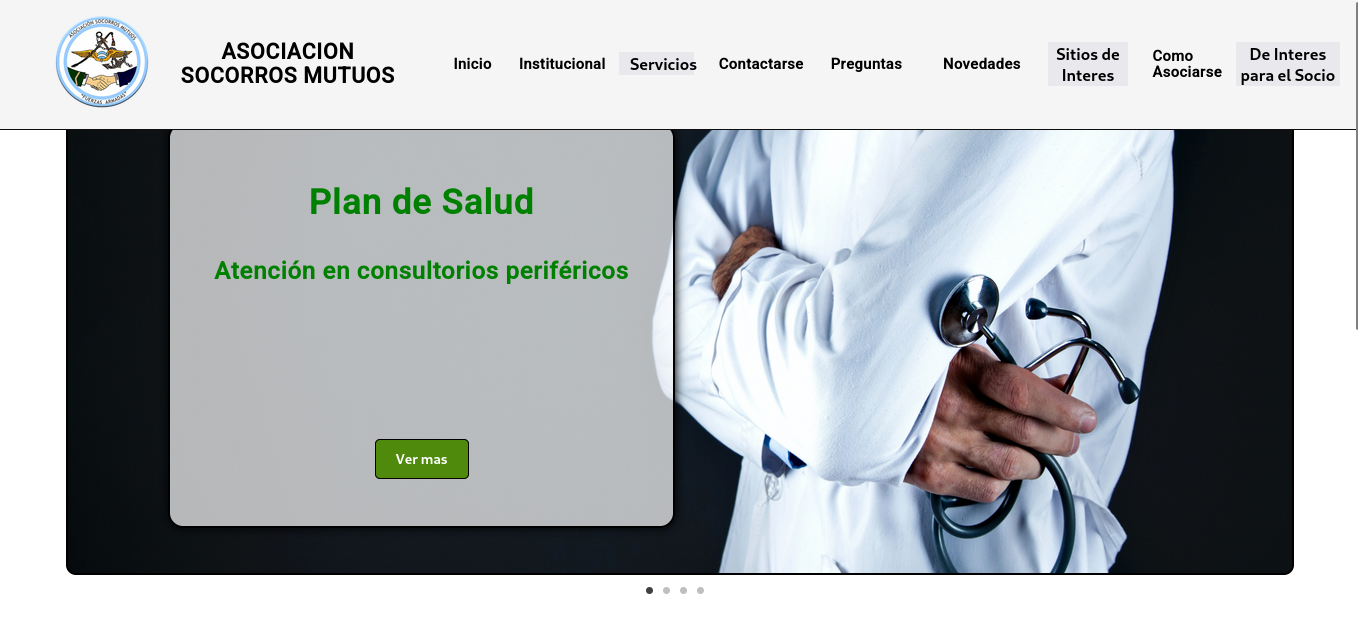 ASOCIACIÓN SOCORROS MUTUOS
"FUERZAS ARMADAS"
ASOCIACION
SOCORROS MUTUOS
Inicio
Institucional
Servicios
Contactarse
Preguntas
Novedades
Sitios de
Interes
Como
Asociarse
De Interes
para el Socio
Plan de Salud
Atención en consultorios periféricos
Ver mas